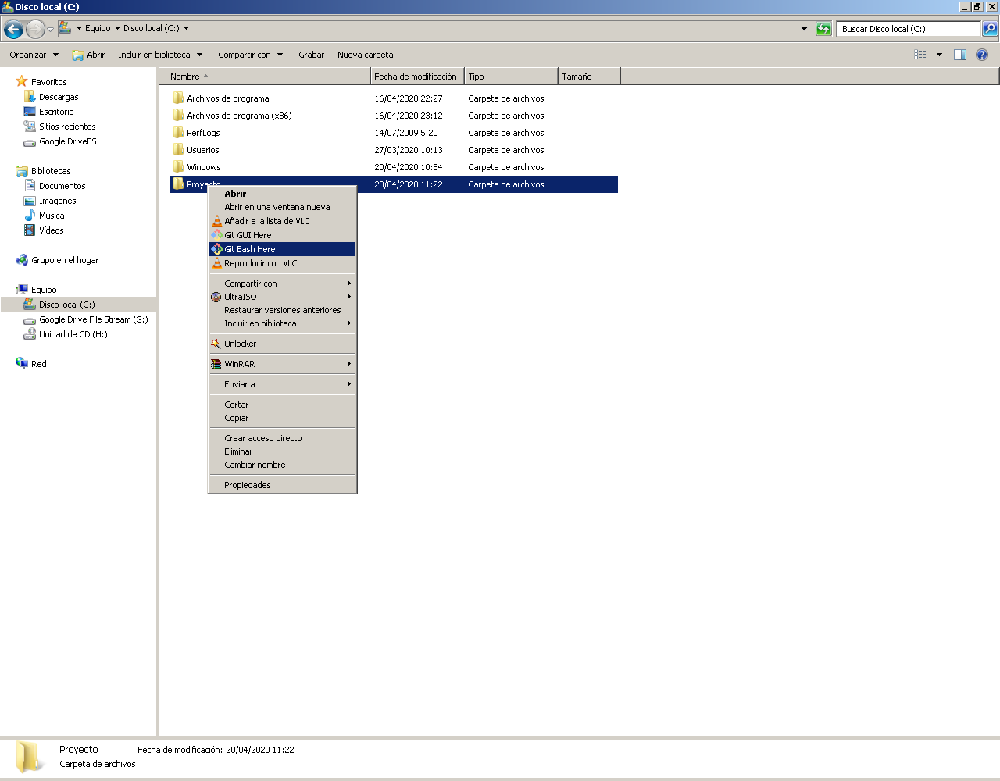 Disco local (C:)
Equipo Disco local (C:)
Buscar Disco local (C:)
Organizar Abrir Incluir en biblioteca Compartir con Grabar Nueva carpeta
Favoritos
Descargas
Escritorio
Sitios recientes
Google DriveFS
Bibliotecas
Documentos
Imágenes
Música
Vídeos
Grupo en el hogar
Equipo
Disco local (C:)
Google Drive File Stream (G:)
Unidad de CD (H:)
Red
Nombre Fecha de modificación Tipo Tamaño
Archivos de programa 16/04/2020 22:27 Carpeta de archivos
Archivos de programa (x86) 16/04/2020 23:12 Carpeta de archivos
PerfLogs 14/07/2009 5:20 Carpeta de archivos
Usuarios 27/03/2020 10:13 Carpeta de archivos
Windows 20/04/2020 10:54 Carpeta de archivos
Proyecto 20/04/2020 11:22 Carpeta de archivos
Abrir
Abrir en una ventana nueva
Añadir a la lista de VLC
Git GUI Here
Git Bash Here
Reproducir con VLC
Compartir con
UltraISO
Restaurar versiones anteriores
Incluir en biblioteca
Unlocker
WinRAR
Enviar a
Cortar
Copiar
Crear acceso directo
Eliminar
Cambiar nombre
Propiedades
Proyecto Fecha de modificación: 20/04/2020 11:22
Carpeta de archivos